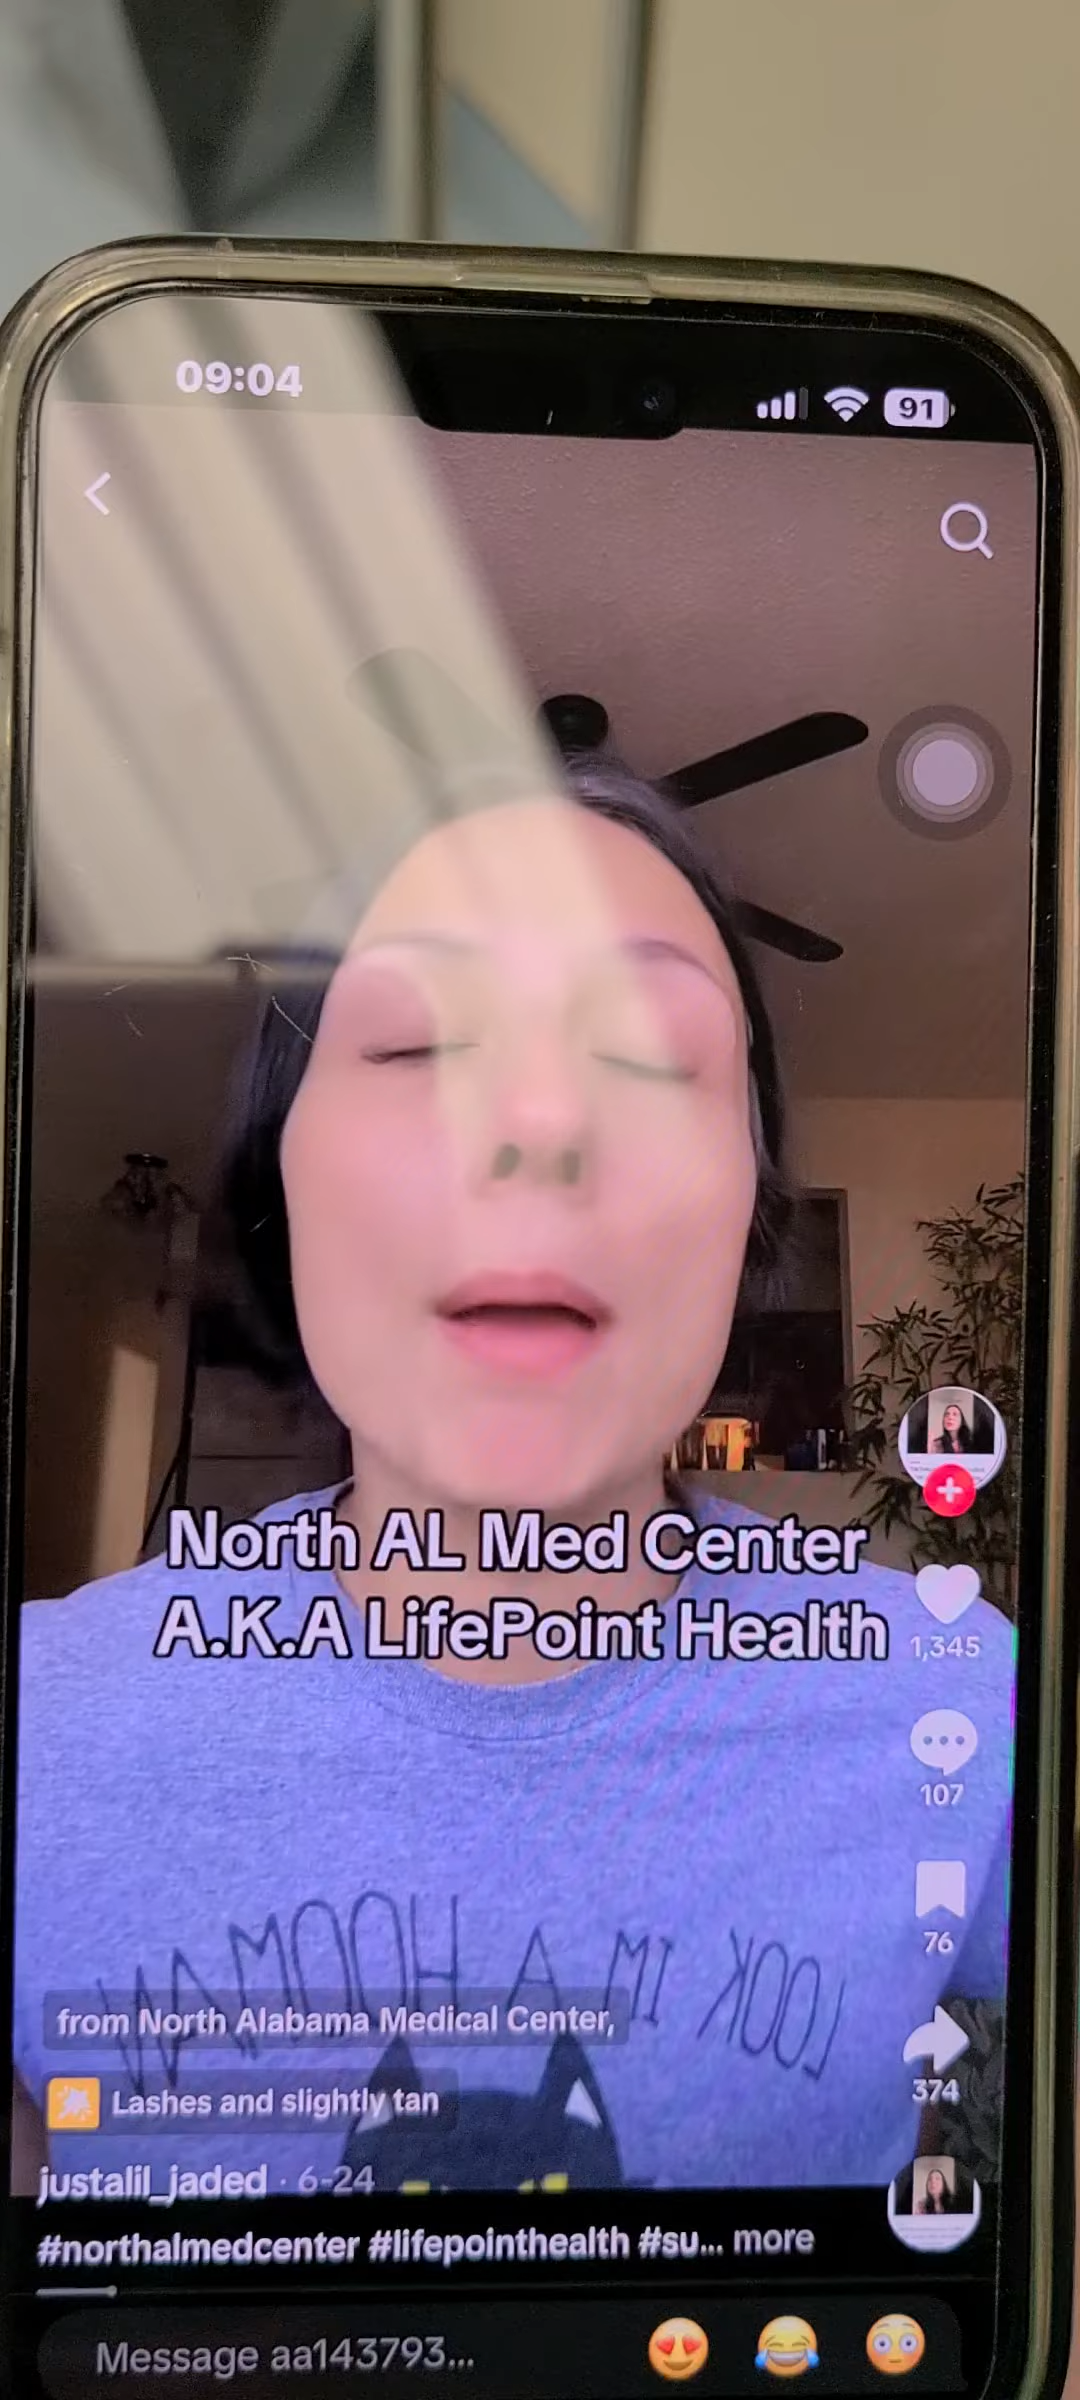 09:04
91
North AL Med Center
A.K.A LifePoint Health
1,345
107
76
374
LOOK IM A HOOMAN
from North Alabama Medical Center,
Lashes and slightly tan
justalil_jaded · 6-24
#northalmedcenter #lifepointhealth #su... more
Message aa143793...